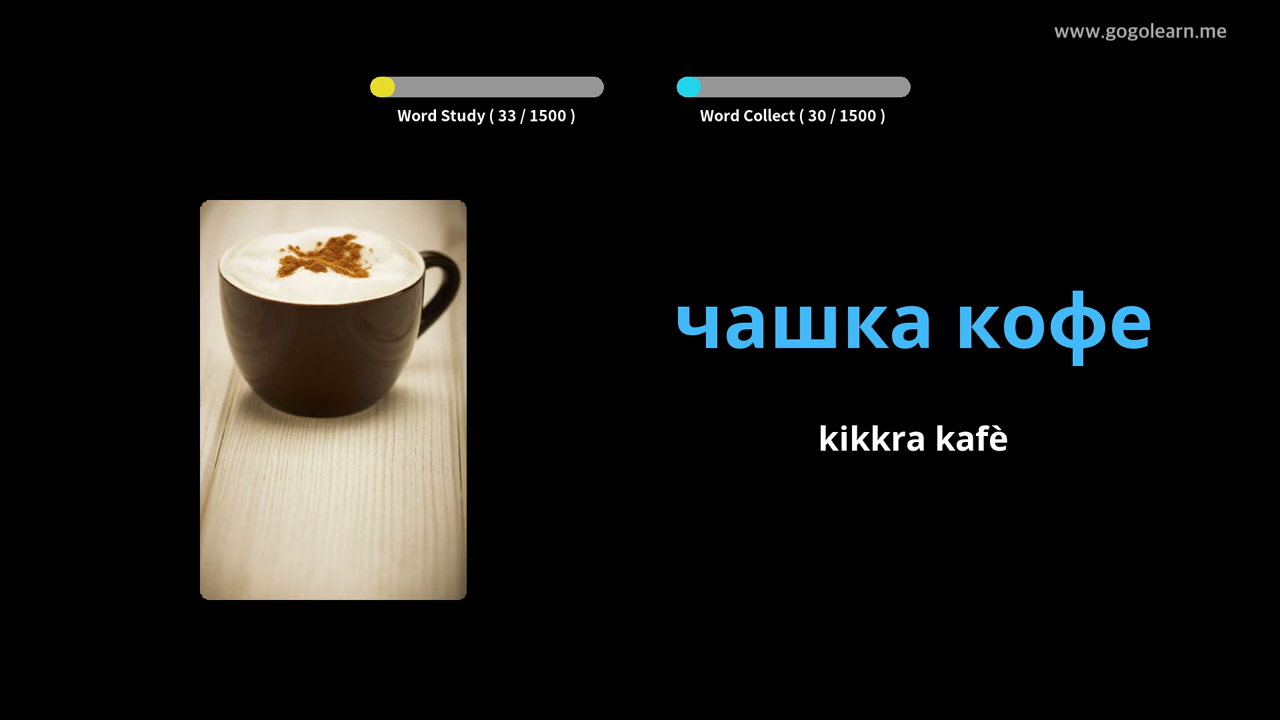 www.gogolearn.me
Word Study ( 33 / 1500 )
Word Collect ( 30 / 1500 )
чашка кофе
kikkra kafè